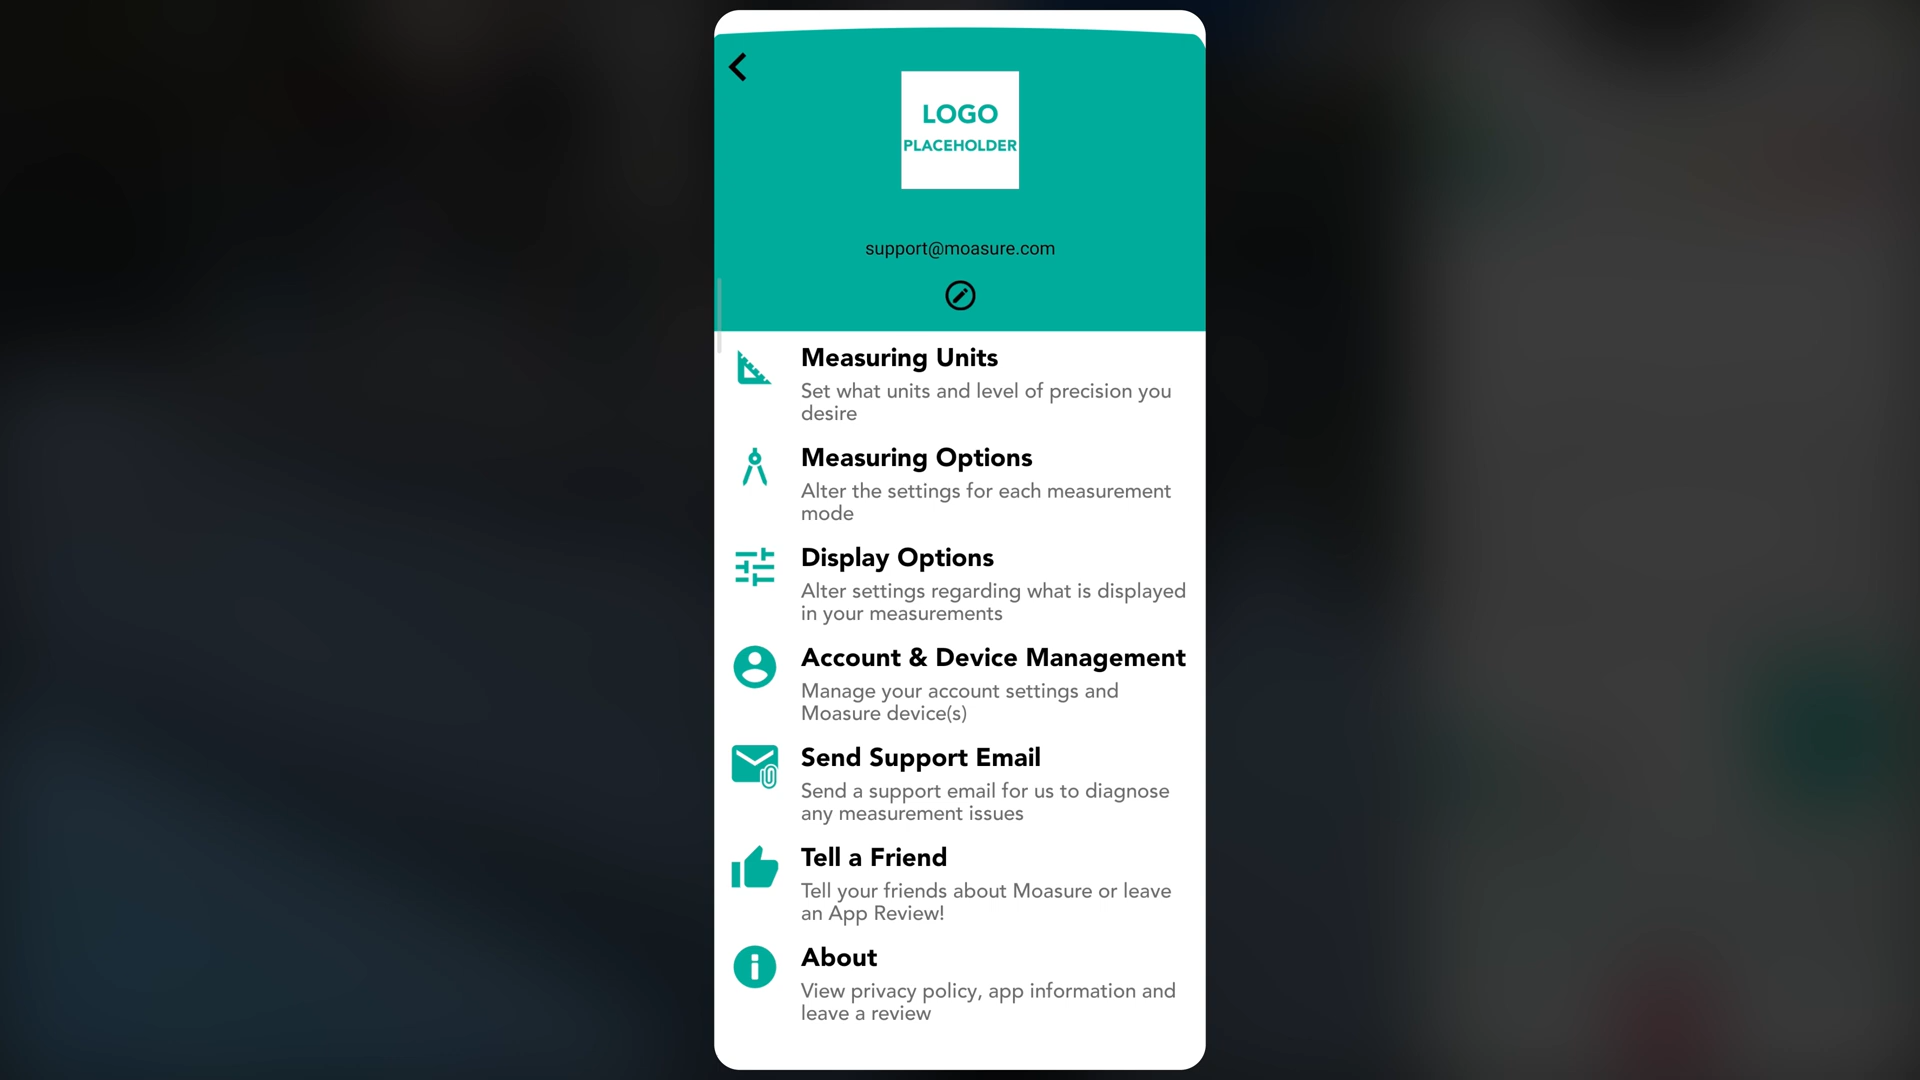 LOGO
PLACEHOLDER
support@moasure.com
Measuring Units
Set what units and level of precision you
desire
Measuring Options
Alter the settings for each measurement
mode
Display Options
Alter settings regarding what is displayed
in your measurements
Account & Device Management
Manage your account settings and
Moasure device(s)
Send Support Email
Send a support email for us to diagnose
any measurement issues
Tell a Friend
Tell your friends about Moasure or leave
an App Review!
About
View privacy policy, app information and
leave a review